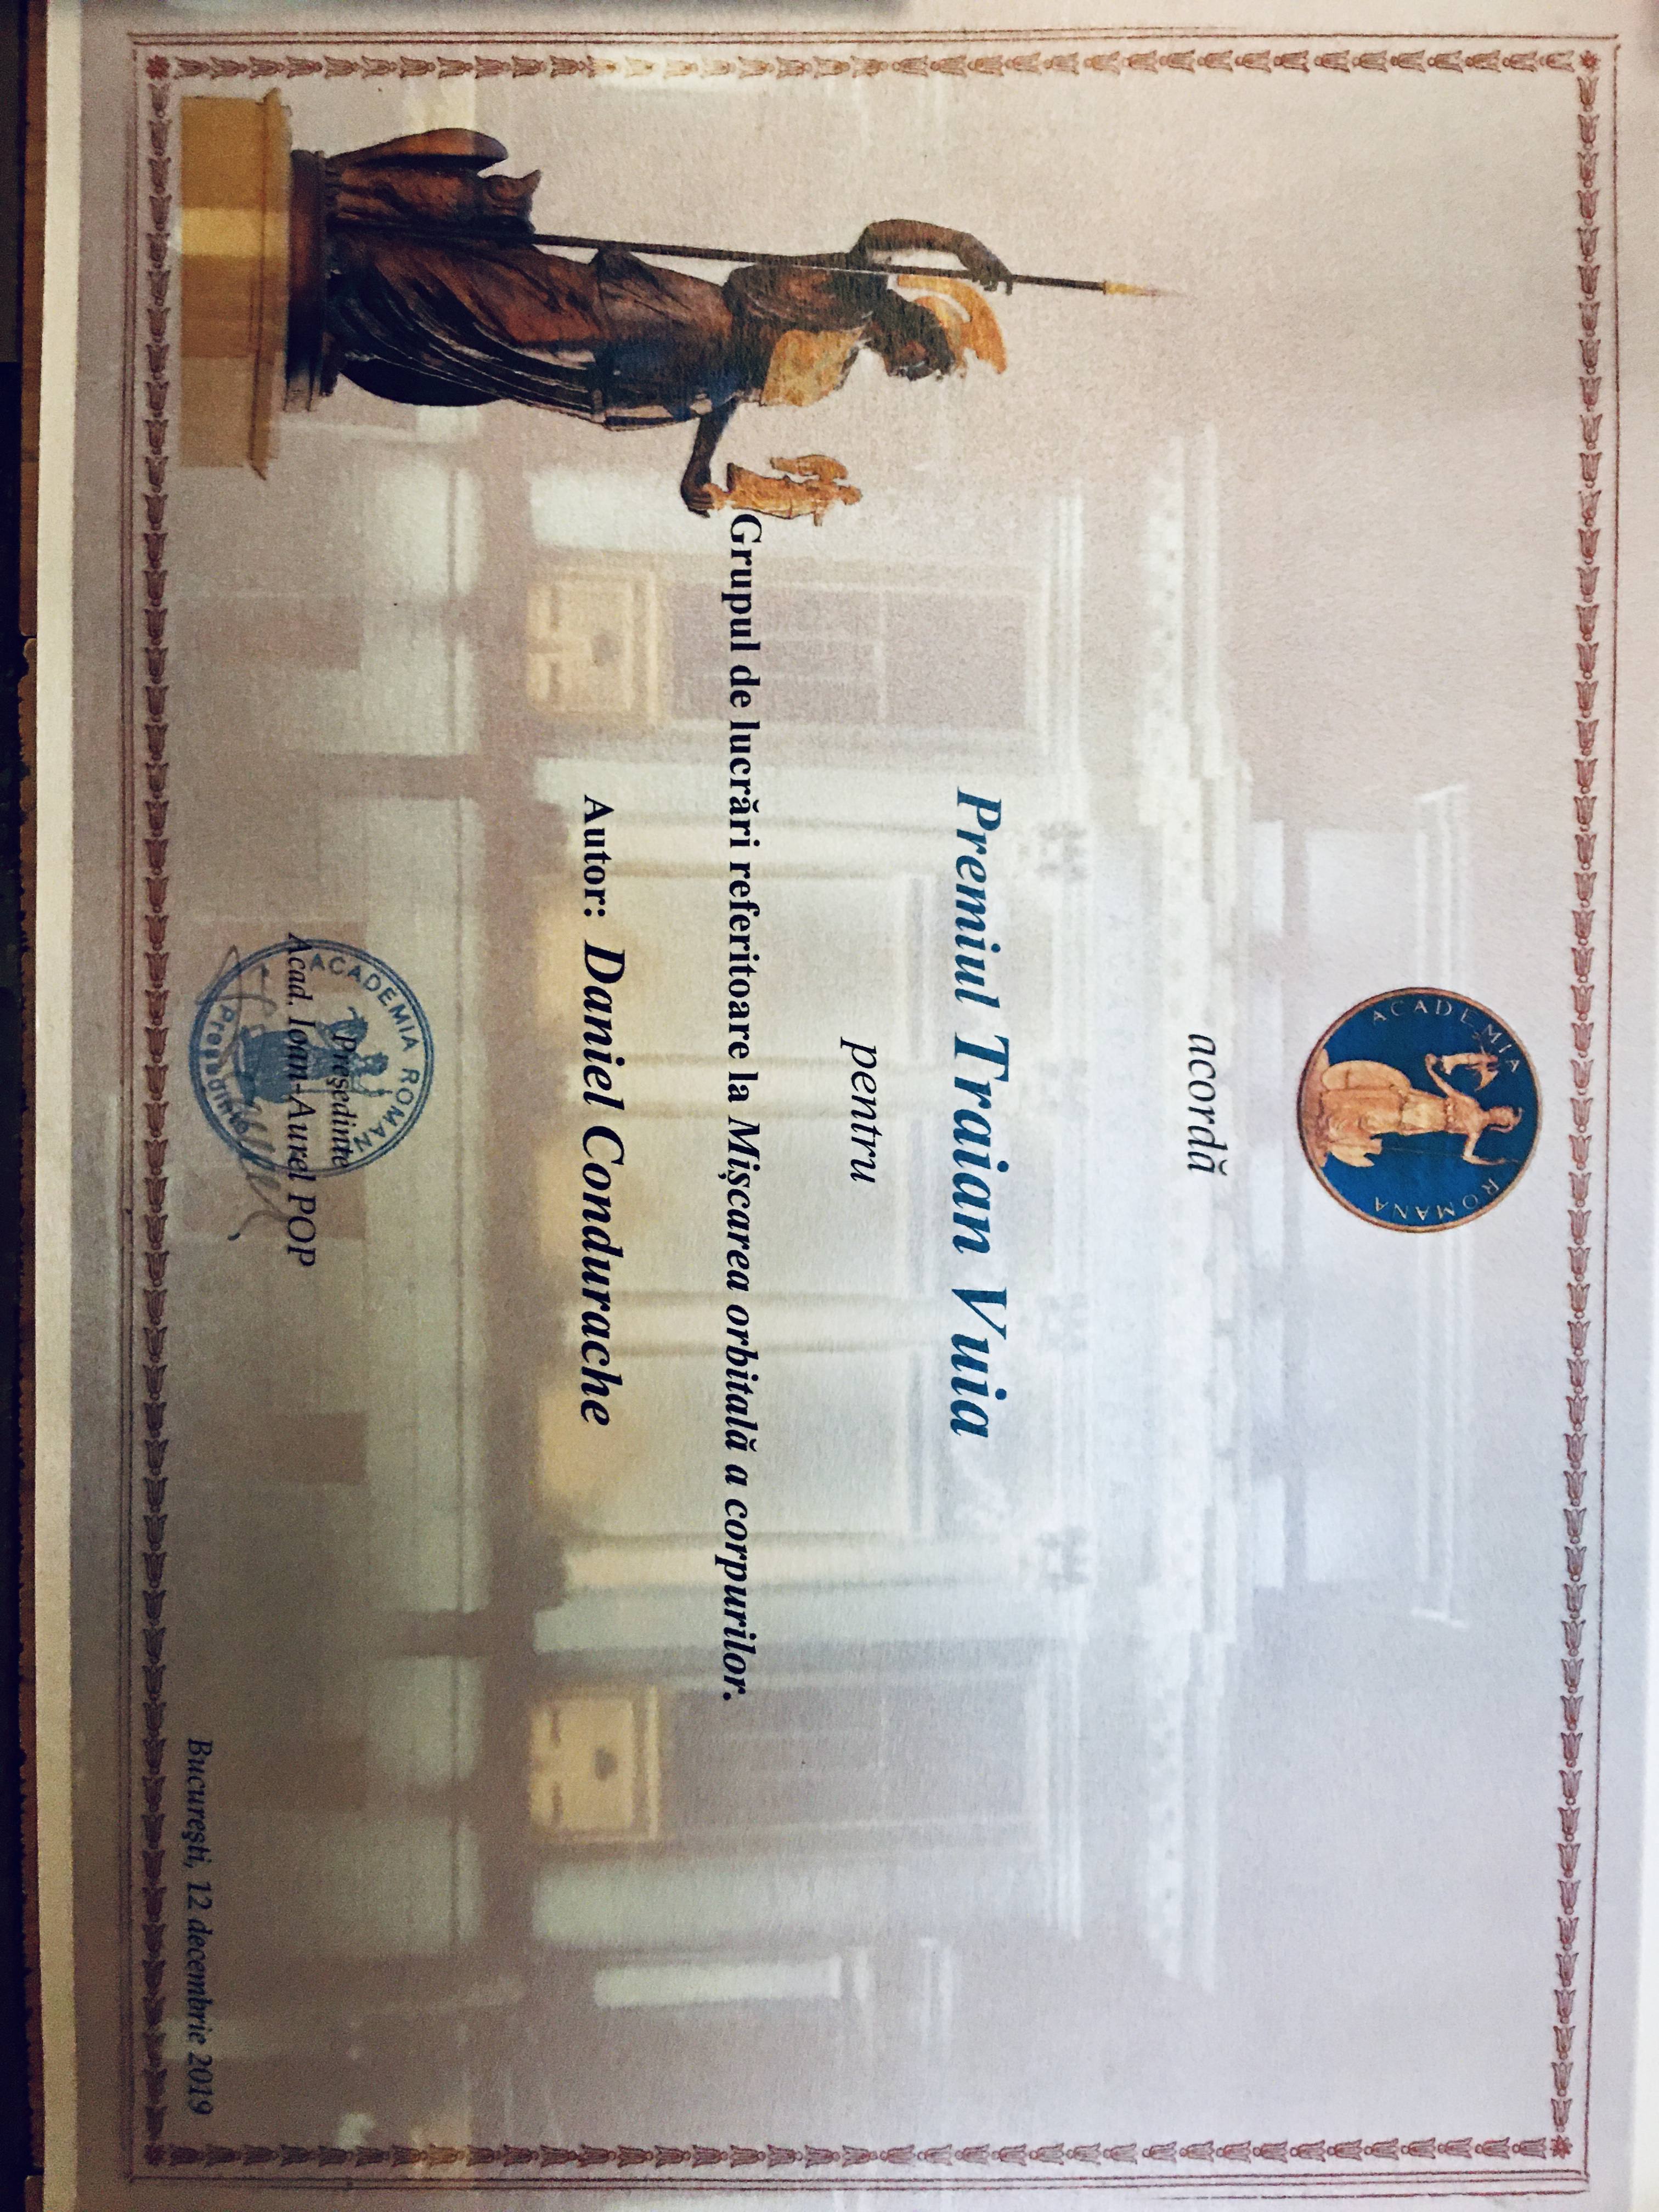 ACADEMIA ROMANA
acordă
Premiul Traian Vuia
pentru
Grupul de lucrări referitoare la Mişcarea orbitală a corpurilor.
Autor: Daniel Condurache
ACADEMIA ROMANA
Preşedinte
Preşedinte
Acad. Ioan-Aurel POP
Bucureşti, 12 decembrie 2019